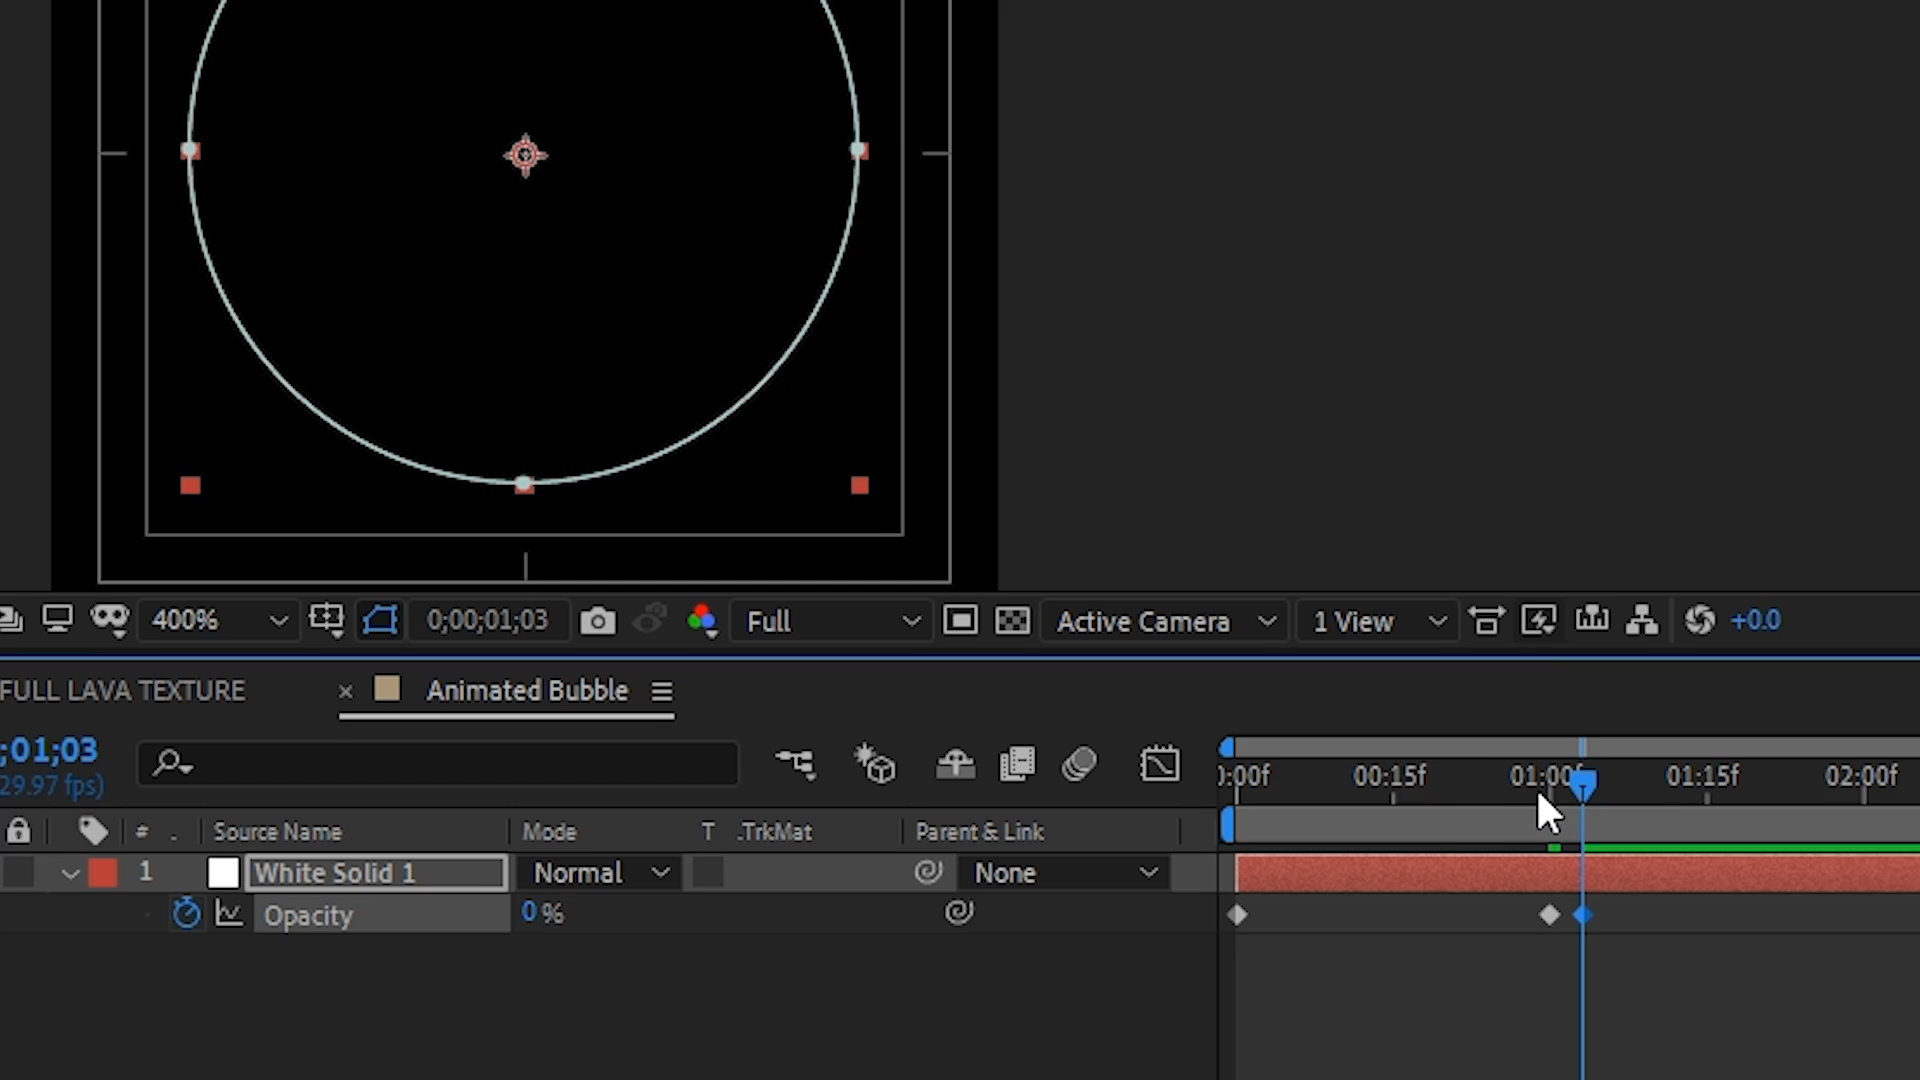 400%
0;00;01;03
Full
Active Camera
1 View
+0.0
FULL LAVA TEXTURE
× Animated Bubble
;01;03
29.97 fps)
:00f 00:15f 01:00f 01:15f 02:00f
# . Source Name Mode T .TrkMat Parent & Link
1 White Solid 1 Normal None
Opacity 0 %